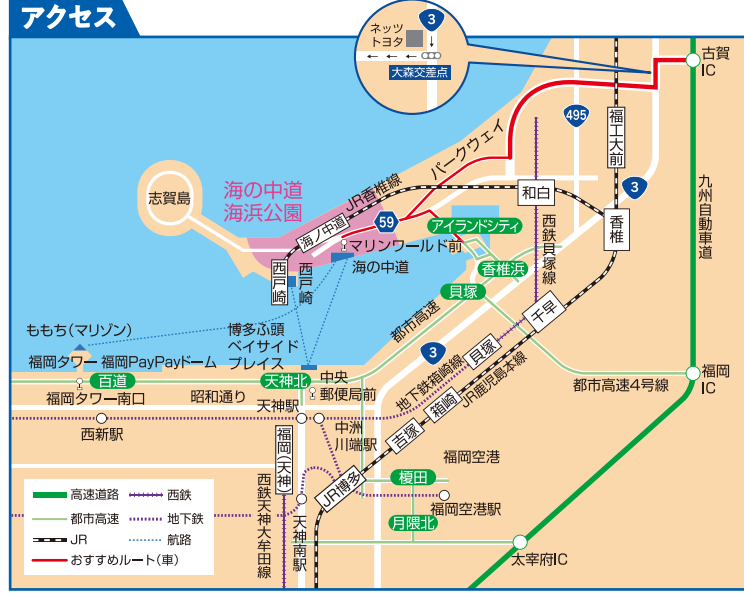 アクセス
ネッツ
トヨタ
3
大森交差点
古賀
IC
495
福工大前
パークウェイ
海の中道
海浜公園
JR香椎線
志賀島
和白
3
香椎
九州自動車道
59
アイランドシティ
海ノ中道
マリンワールド前
海の中道
西鉄貝塚線
香椎浜
西戸崎
西戸崎
貝塚
都市高速
千早
ももち(マリゾン)
博多ふ頭
ベイサイド
プレイス
福岡タワー
福岡PayPayドーム
3
貝塚
地下鉄箱崎線
中央
郵便局前
百道
天神北
福岡タワー南口
昭和通り
天神駅
箱崎
JR鹿児島本線
都市高速4号線
福岡
IC
西新駅
中洲
川端駅
吉塚
福岡(天神)
福岡空港
榎田
JR博多
福岡空港駅
月隈北
西鉄天神大牟田線
天神南駅
太宰府IC
高速道路
西鉄
都市高速
地下鉄
JR
航路
おすすめルート(車)